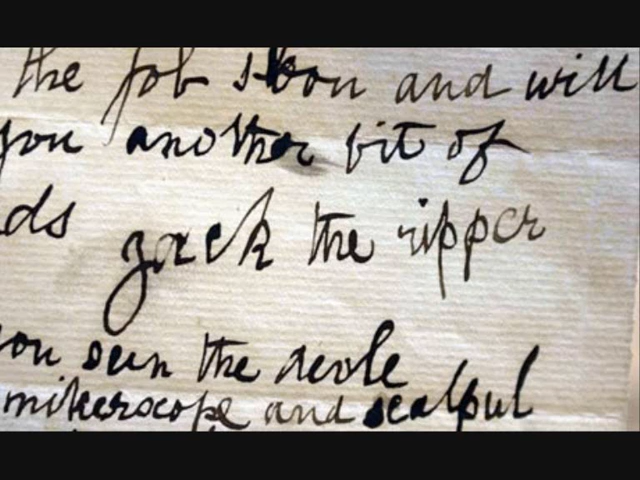 the job soon and will
you another bit of
ds jack the ripper
ou seen the devle
mikerscope and scalpul